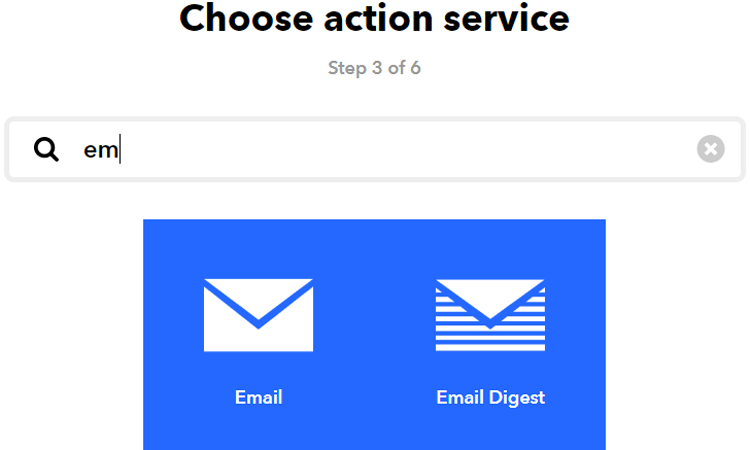 Choose action service
Step 3 of 6
em
Email
Email Digest